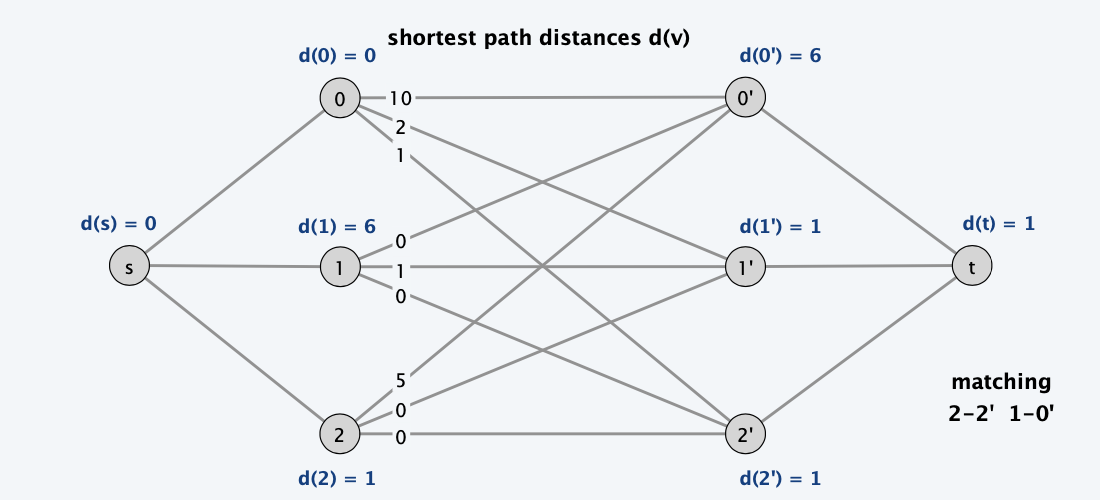 shortest path distances d(v)
d(0) = 0
d(0') = 6
0
10
0'
2
1
d(s) = 0
d(1) = 6
d(1') = 1
d(t) = 1
0
s
1
1
1'
t
0
5
matching
0
2-2' 1-0'
2
0
2'
d(2) = 1
d(2') = 1